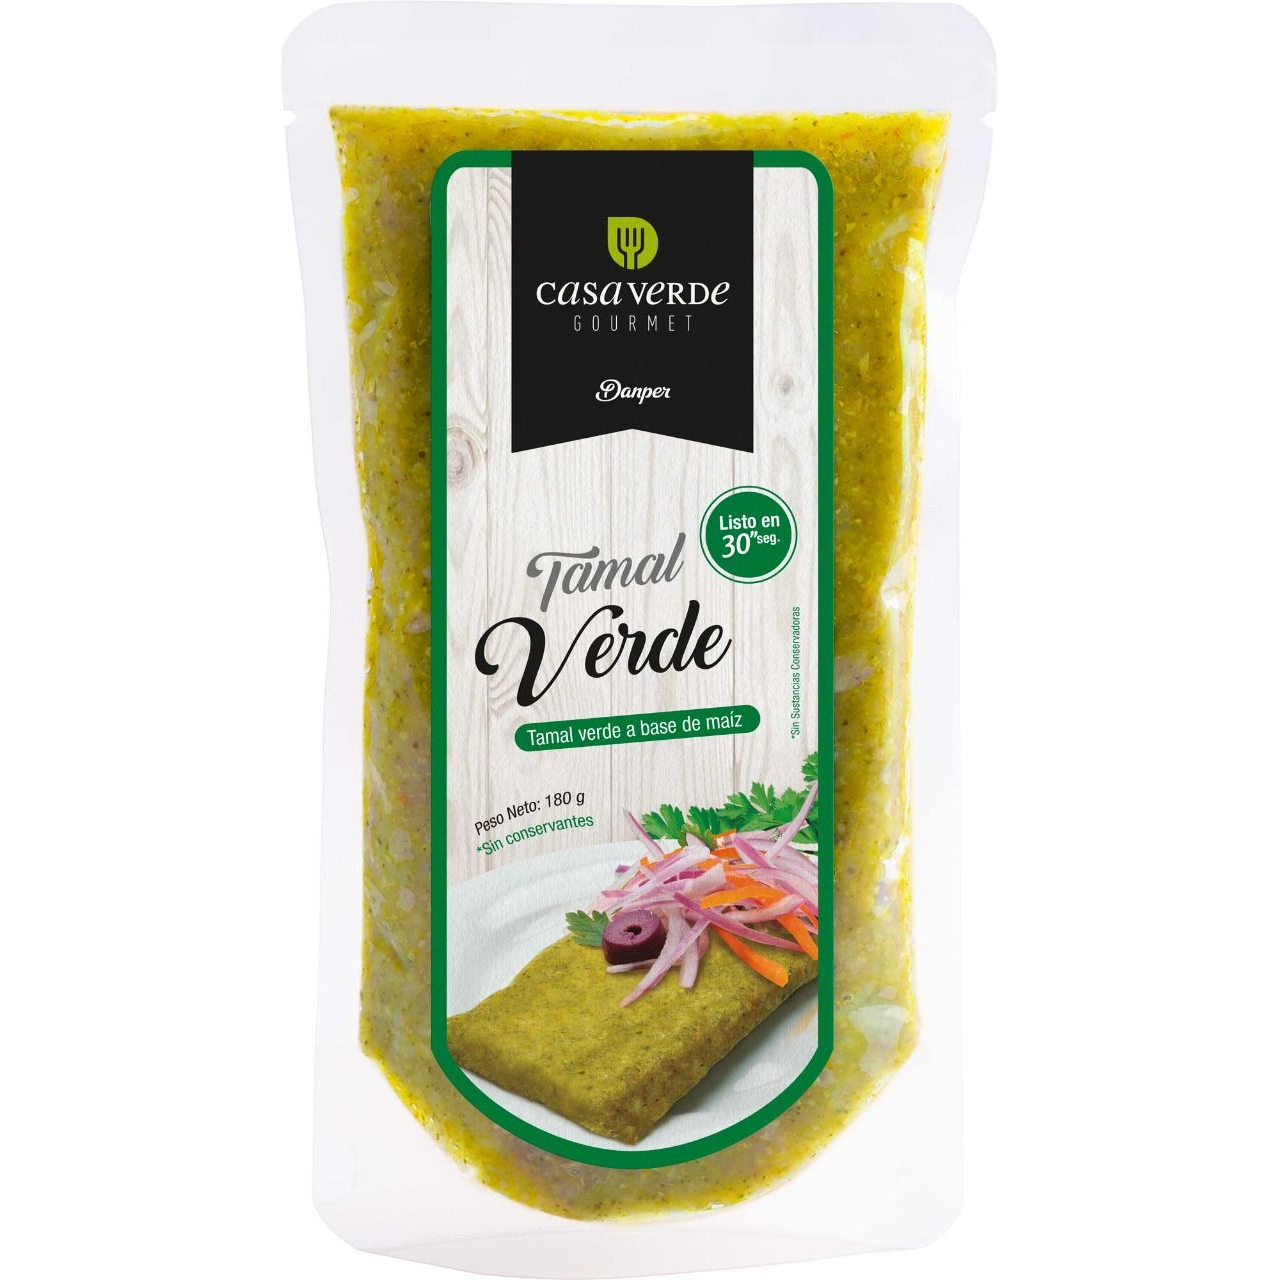 CASA VERDE
GOURMET
Danper
Listo en
30" seg.
Tamal
Verde
Tamal verde a base de maíz
*Sin Sustancias Conservadoras
Peso Neto: 180 g
*Sin conservantes